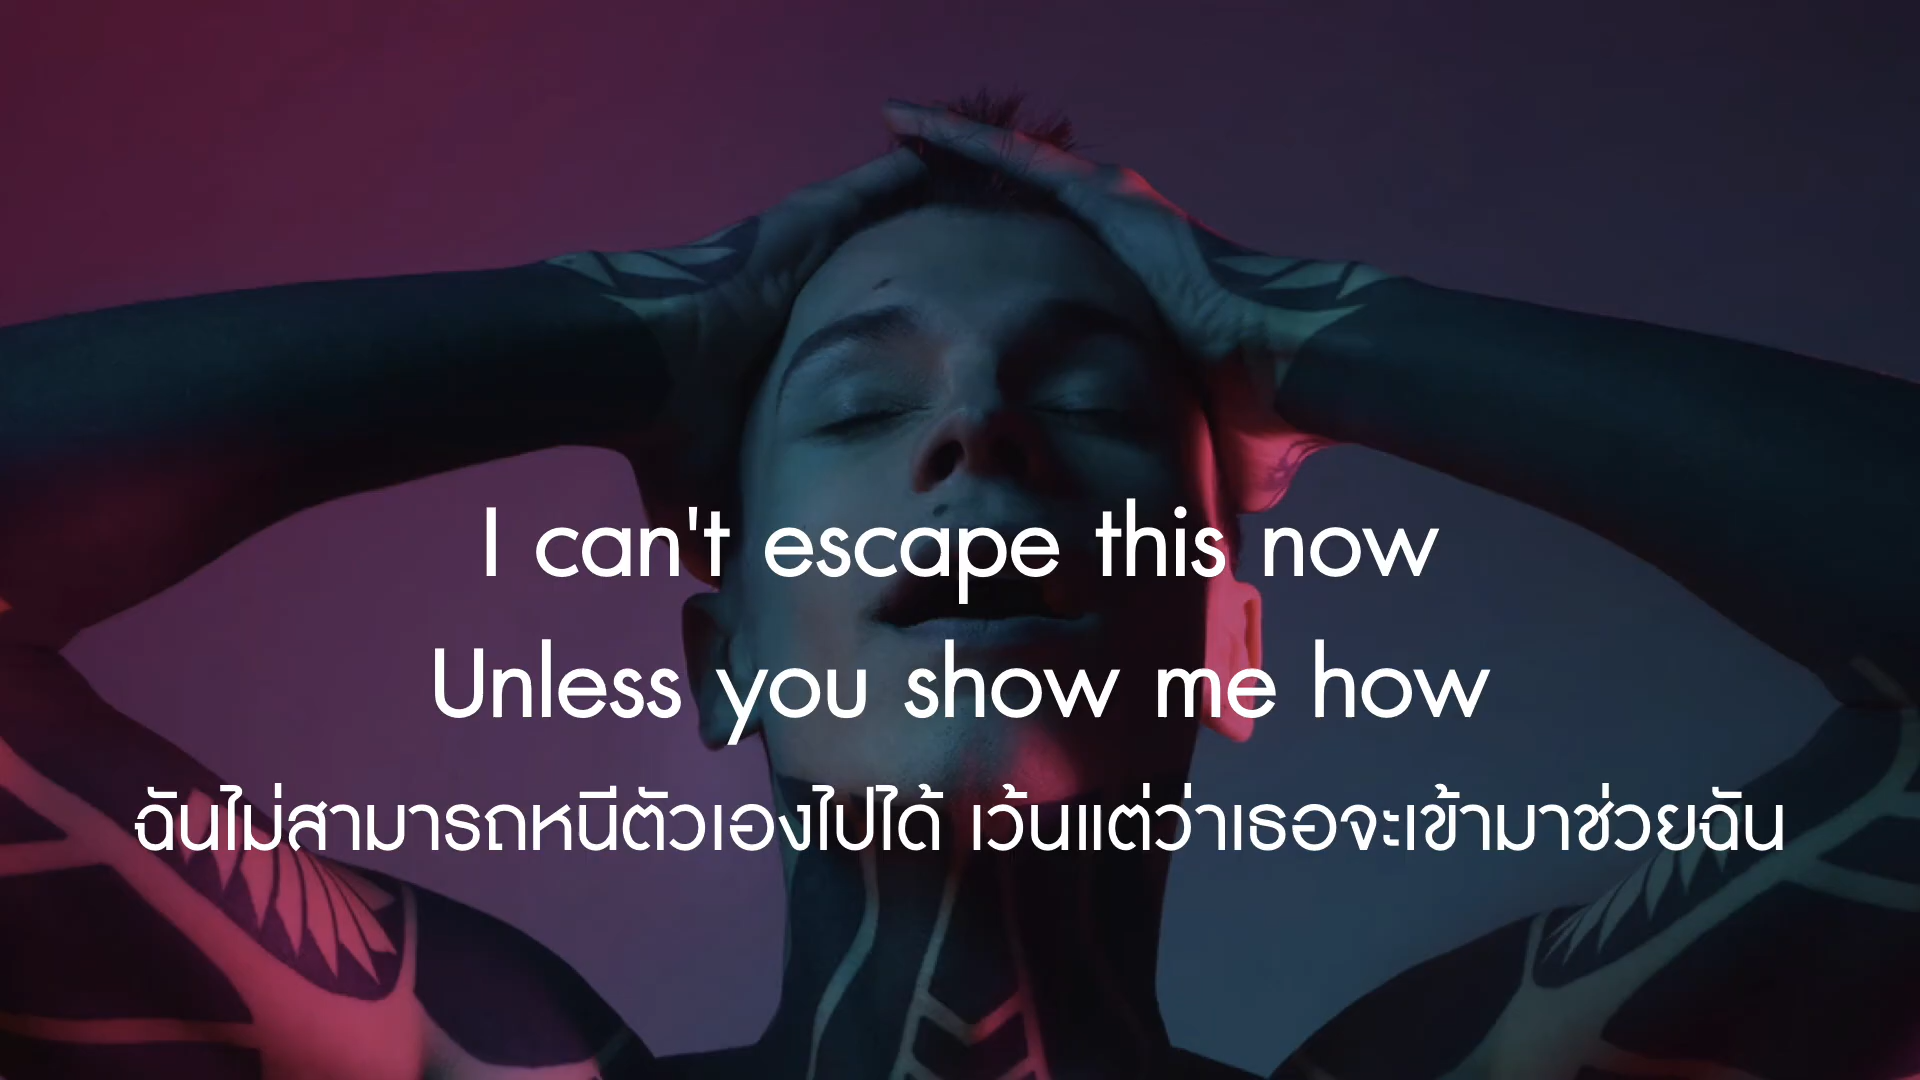 I can't escape this now
Unless you show me how
ฉันไม่สามารถหนีตัวเองไปได้ เว้นแต่ว่าเธอจะเข้ามาช่วยฉัน